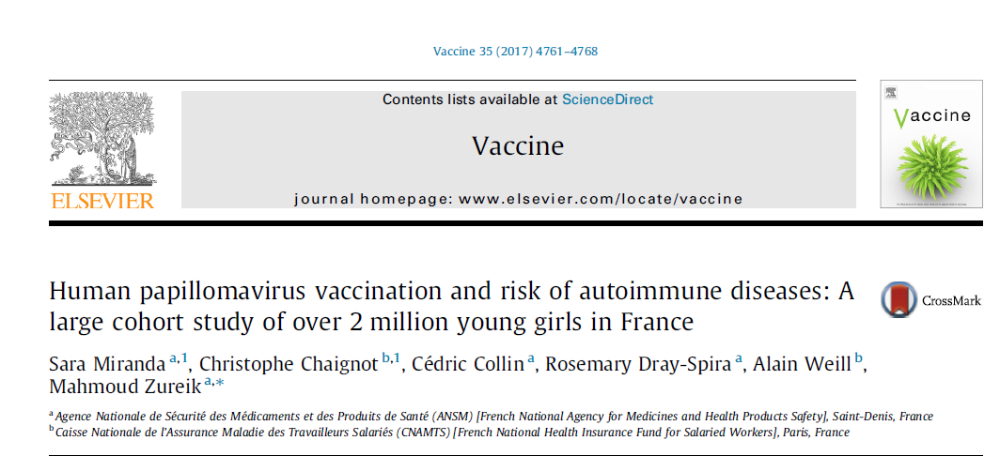 Vaccine 35 (2017) 4761–4768
Contents lists available at ScienceDirect
Vaccine
journal homepage: www.elsevier.com/locate/vaccine
ELSEVIER
Vaccine
Human papillomavirus vaccination and risk of autoimmune diseases: A
large cohort study of over 2 million young girls in France
CrossMark
Sara Miranda a,1, Christophe Chaignot b,1, Cédric Collin a, Rosemary Dray-Spira a, Alain Weill b,
Mahmoud Zureik a,*
a Agence Nationale de Sécurité des Médicaments et des Produits de Santé (ANSM) [French National Agency for Medicines and Health Products Safety], Saint-Denis, France
b Caisse Nationale de l'Assurance Maladie des Travailleurs Salariés (CNAMTS) [French National Health Insurance Fund for Salaried Workers], Paris, France